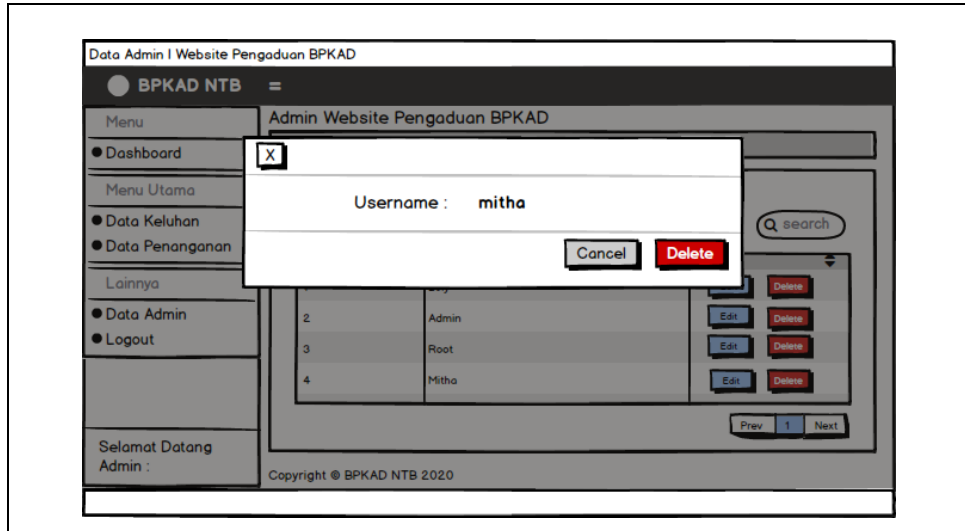 Data Admin I Website Pengaduan BPKAD
BPKAD NTB
Menu
Dashboard
Menu Utama
Data Keluhan
Data Penanganan
Lainnya
Data Admin
Logout
Selamat Datang
Admin :
Admin Website Pengaduan BPKAD
X
Username : mitha
Cancel Delete
search
Delete
2 Admin Edit Delete
3 Root Edit Delete
4 Mitha Edit Delete
Prev 1 Next
Copyright © BPKAD NTB 2020